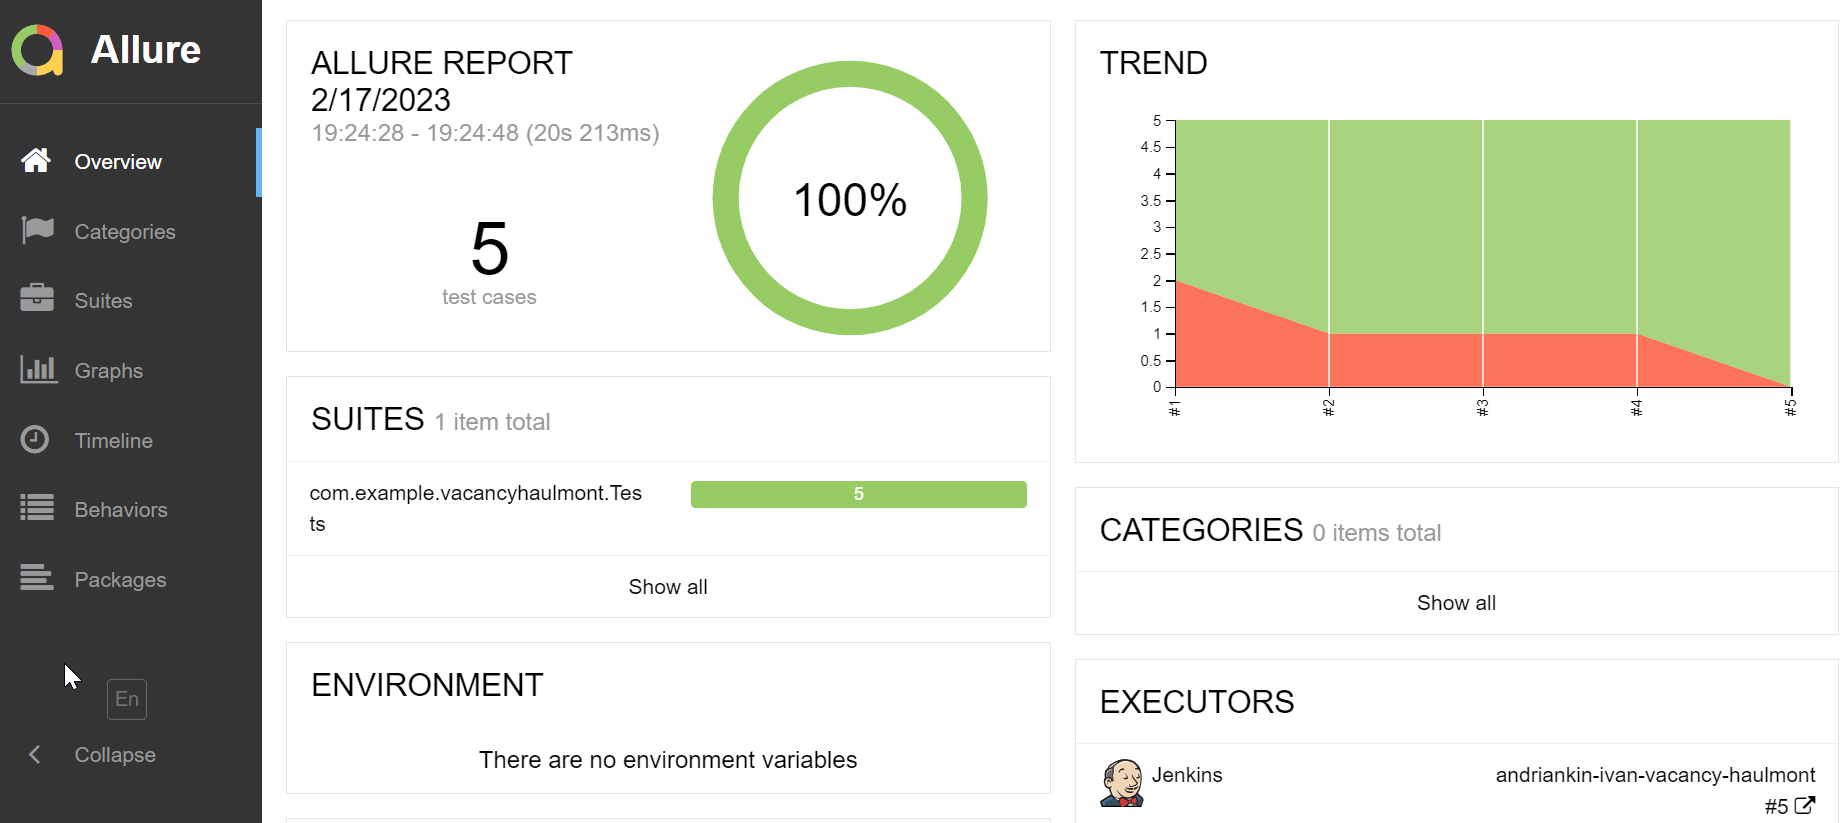 Allure
Overview
Categories
Suites
Graphs
Timeline
Behaviors
Packages
En
Collapse
ALLURE REPORT
2/17/2023
19:24:28 - 19:24:48 (20s 213ms)
5
test cases
100%
SUITES 1 item total
com.example.vacancyhaulmont.Tes
ts
5
Show all
ENVIRONMENT
There are no environment variables
TREND
5
4.5
4
3.5
3
2.5
2
1.5
1
0.5
0
#1
#2
#3
#4
#5
CATEGORIES 0 items total
Show all
EXECUTORS
Jenkins
andriankin-ivan-vacancy-haulmont
#5